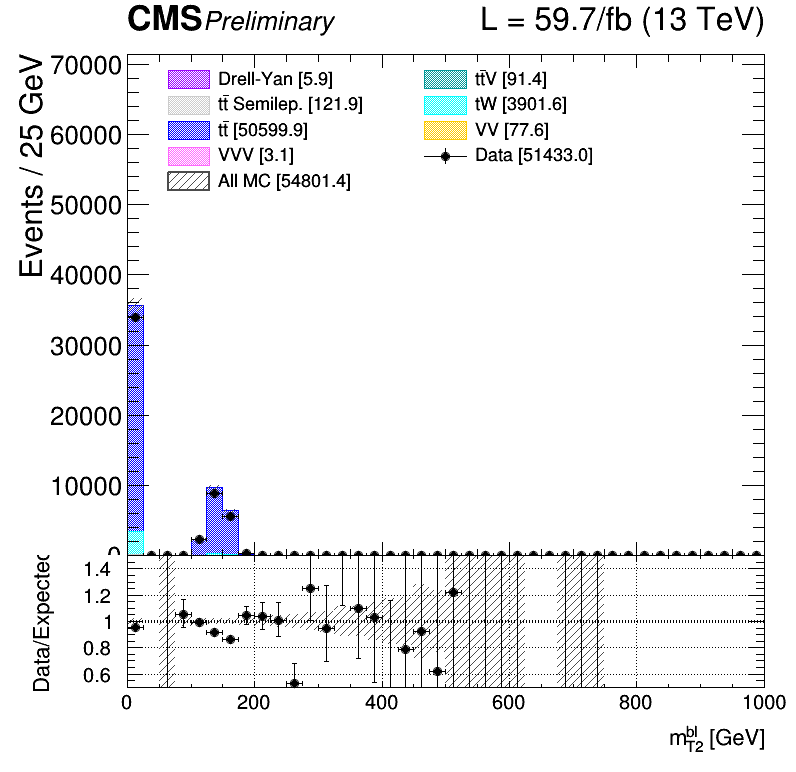 CMS Preliminary L = 59.7/fb (13 TeV)
Events / 25 GeV
70000
60000
50000
40000
30000
20000
10000
0
Drell-Yan [5.9]
tt̄ Semilep. [121.9]
tt̄ [50599.9]
VVV [3.1]
All MC [54801.4]
tt̄V [91.4]
tW [3901.6]
VV [77.6]
Data [51433.0]
Data/Expected
1.4
1.2
1
0.8
0.6
0 200 400 600 800 1000
m_{T2}^{bl} [GeV]